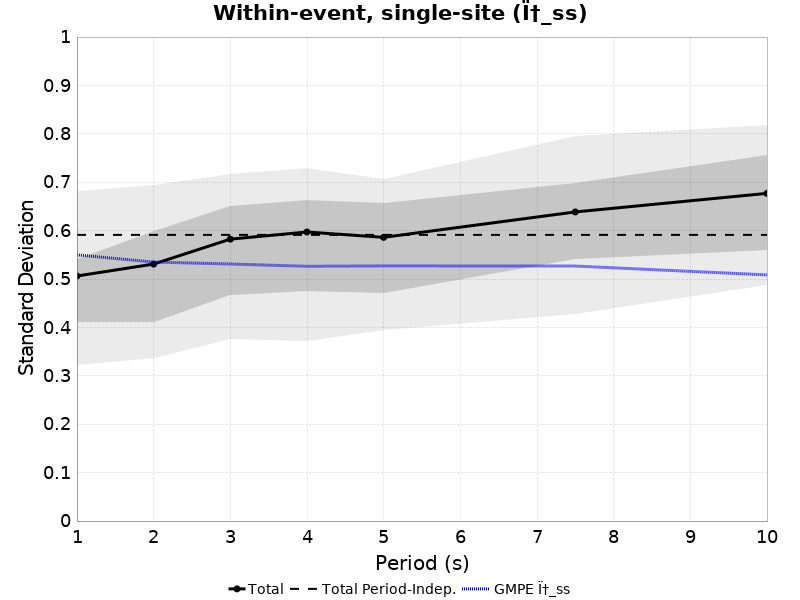 Within-event, single-site (Ï†_ss)
1
0.9
0.8
0.7
0.6
0.5
0.4
0.3
0.2
0.1
0
Standard Deviation
1 2 3 4 5 6 7 8 9 10
Period (s)
Total Total Period-Indep. GMPE Ï†_ss